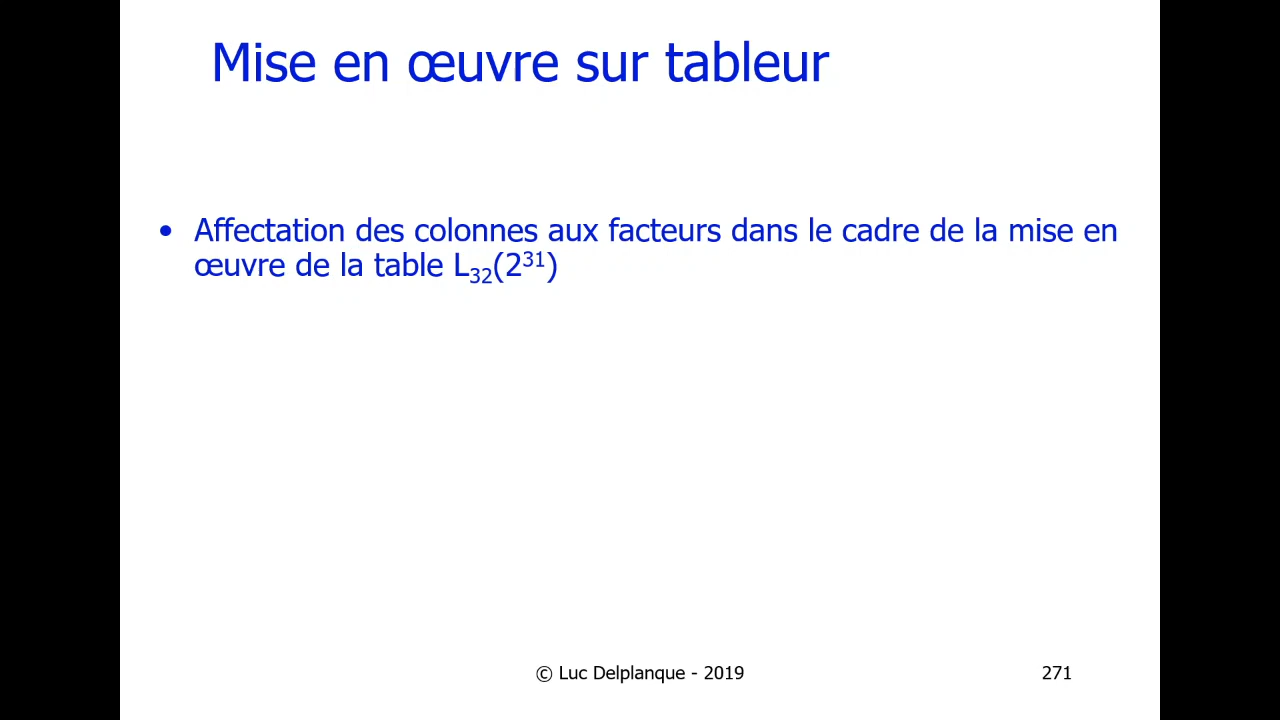 Mise en œuvre sur tableur
• Affectation des colonnes aux facteurs dans le cadre de la mise en
œuvre de la table L₃₂(2³¹)
© Luc Delplanque - 2019
271